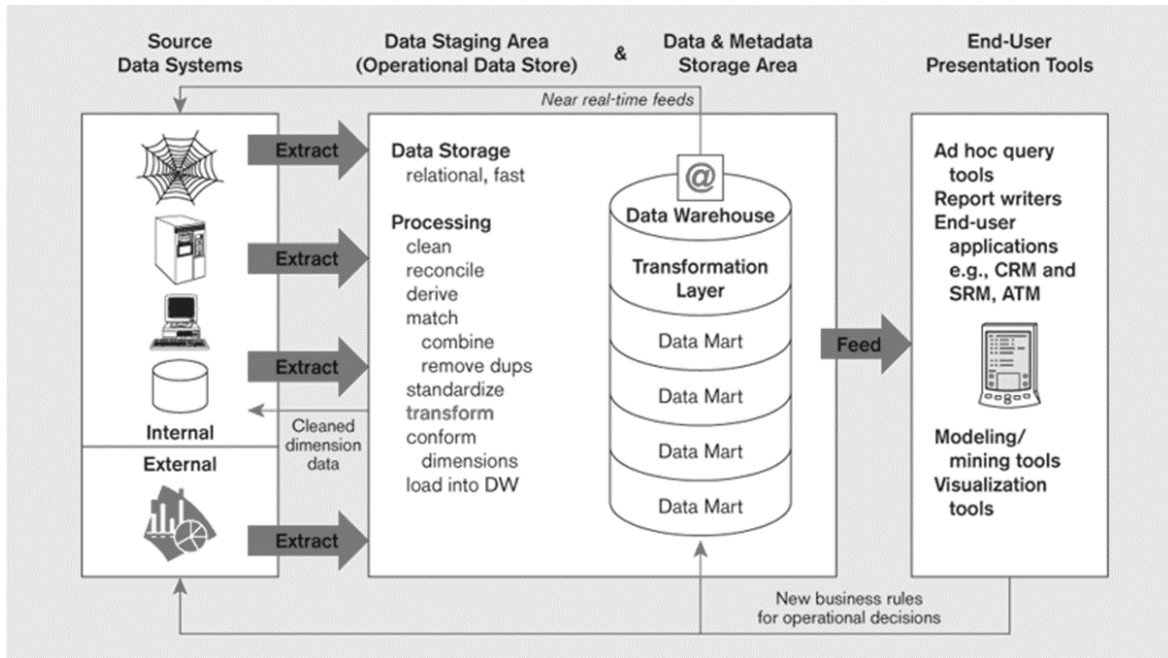 Source
Data Systems
Data Staging Area
(Operational Data Store)
&
Data & Metadata
Storage Area
End-User
Presentation Tools
Near real-time feeds
Extract
Extract
Extract
Internal
External
Extract
Cleaned
dimension
data
Data Storage
relational, fast
Processing
clean
reconcile
derive
match
combine
remove dups
standardize
transform
conform
dimensions
load into DW
@
Data Warehouse
Transformation
Layer
Data Mart
Data Mart
Data Mart
Data Mart
Feed
Ad hoc query
tools
Report writers
End-user
applications
e.g., CRM and
SRM, ATM
Modeling/
mining tools
Visualization
tools
New business rules
for operational decisions